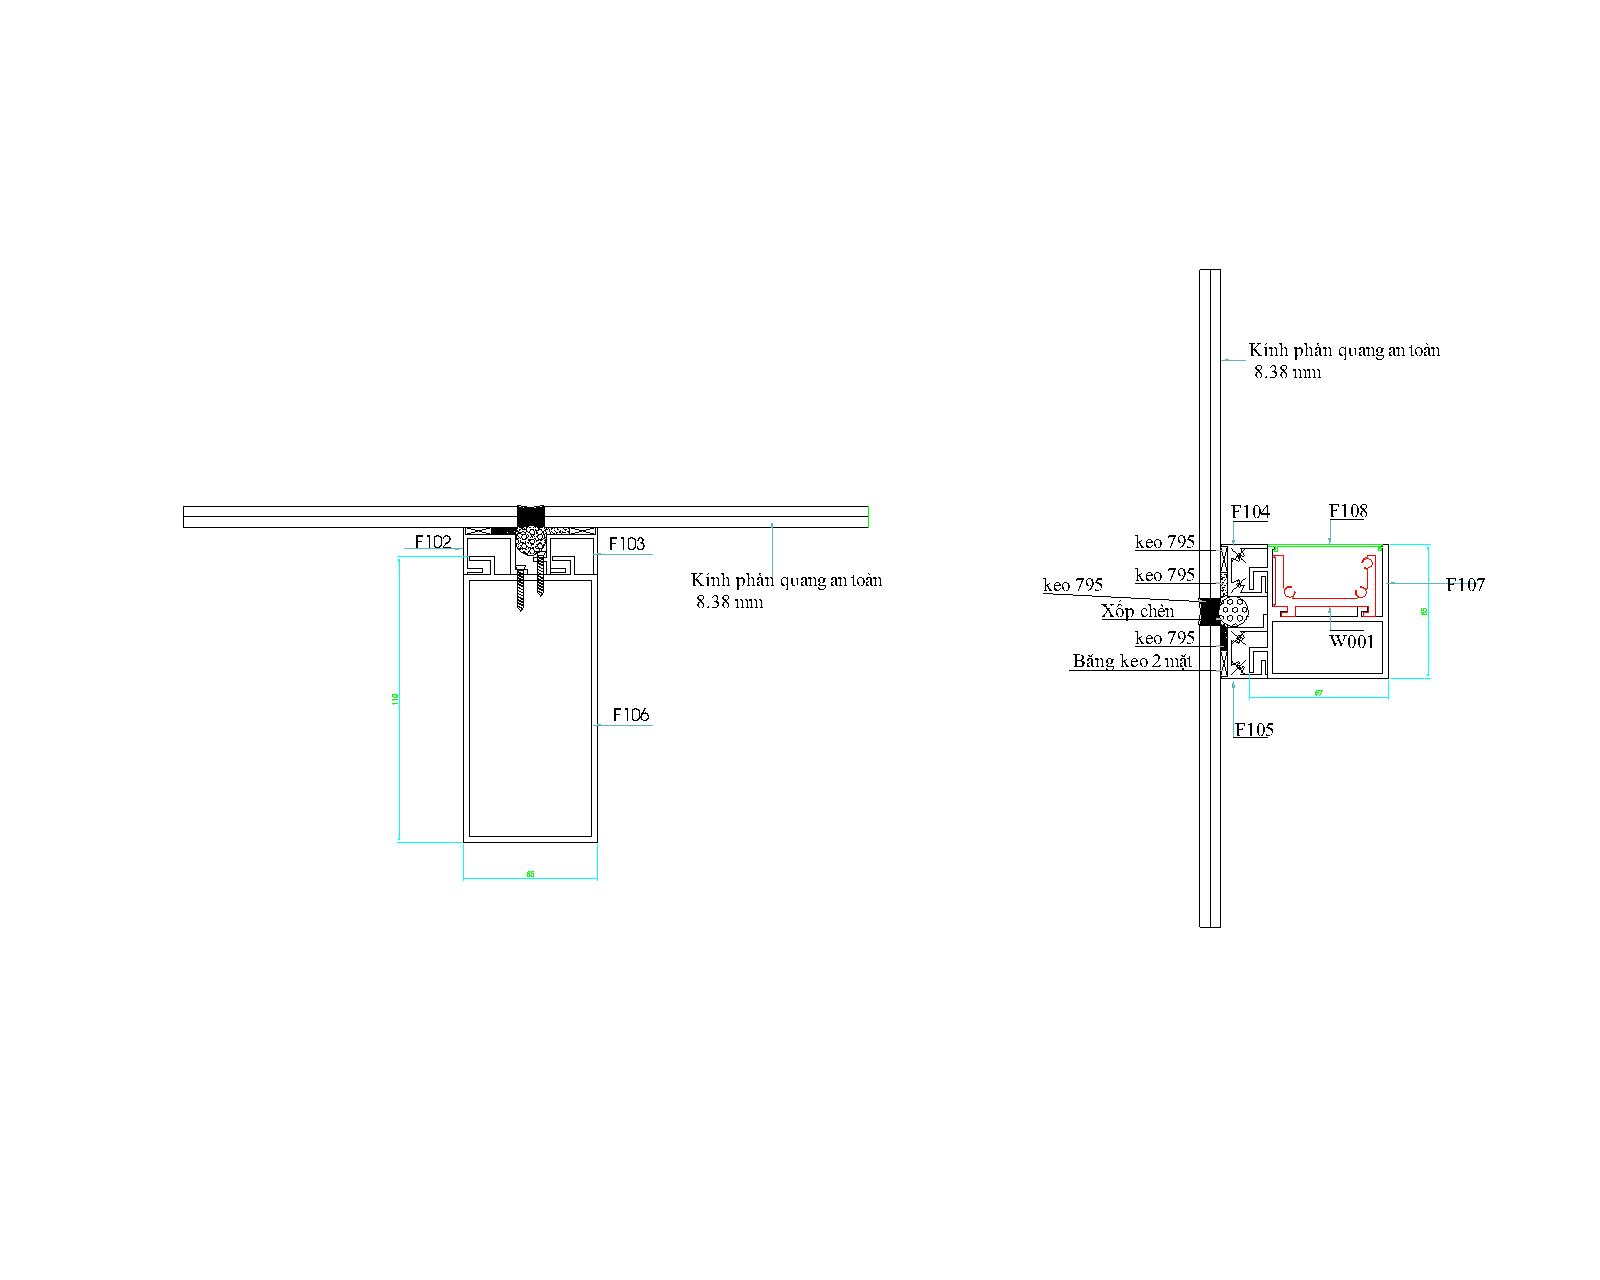 F102
F103
Kính phản quang an toàn
8.38 mm
110
F106
65
Kính phản quang an toàn
8.38 mm
F104
F108
keo 795
keo 795
keo 795
Xốp chèn
keo 795
Băng keo 2 mặt
F107
65
W001
67
F105